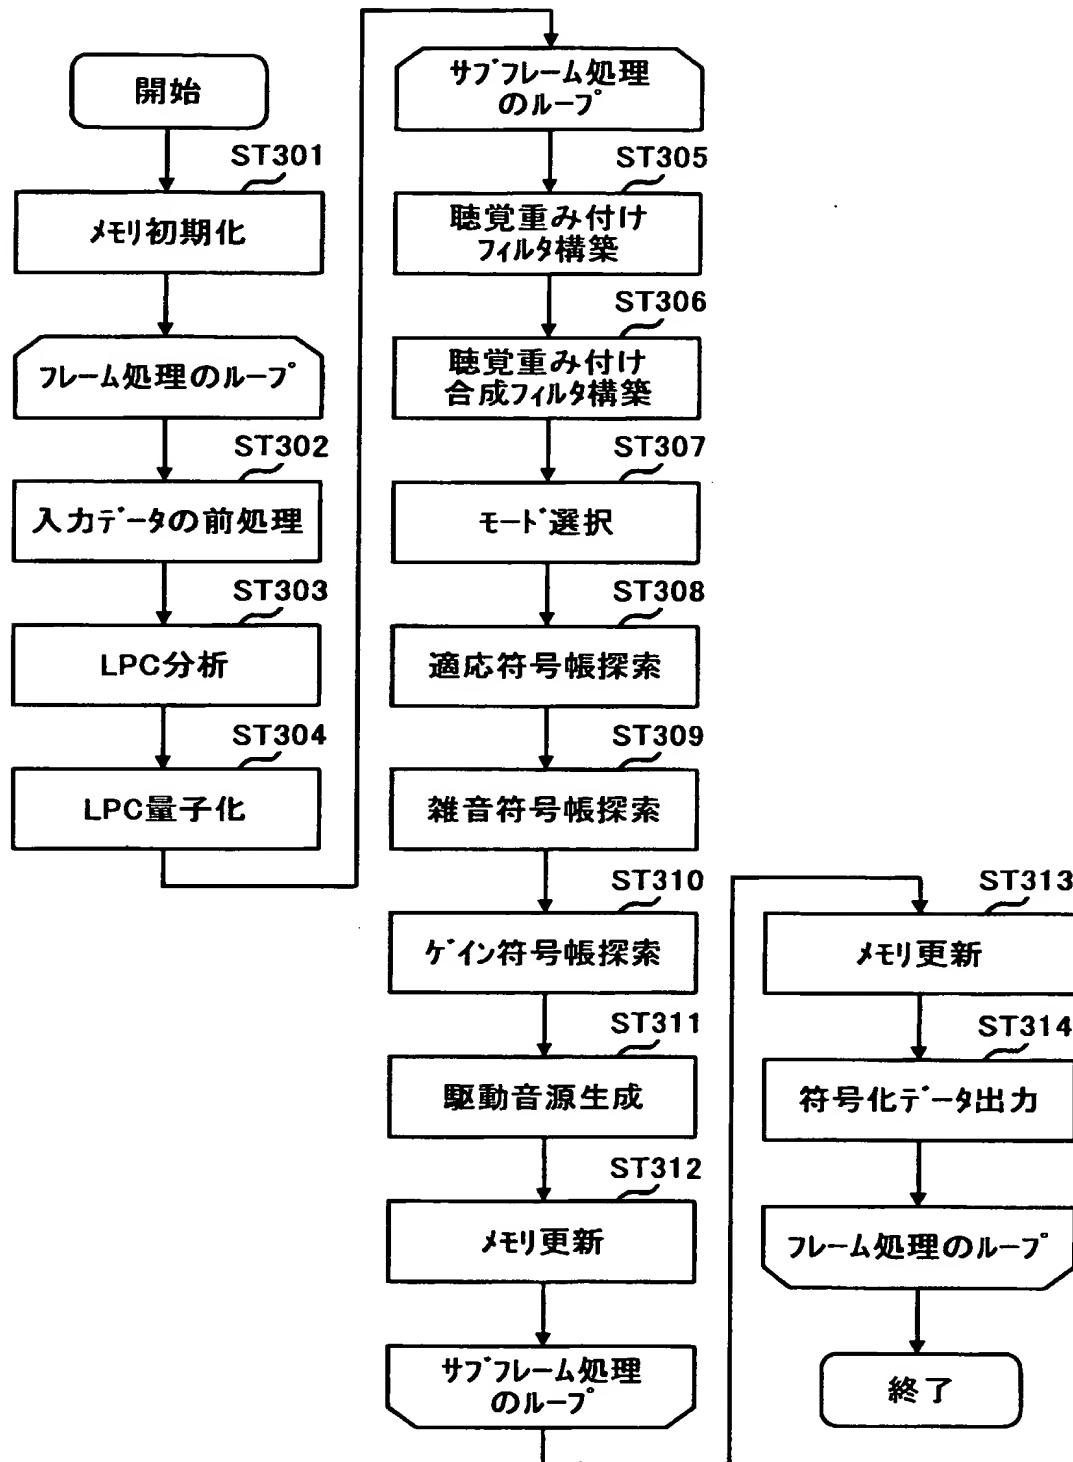 開始
ST301
メモリ初期化
フレーム処理のループ
ST302
入力データの前処理
ST303
LPC分析
ST304
LPC量子化
サブフレーム処理
のループ
ST305
聴覚重み付け
フィルタ構築
ST306
聴覚重み付け
合成フィルタ構築
ST307
モード選択
ST308
適応符号帳探索
ST309
雑音符号帳探索
ST310
ゲイン符号帳探索
ST311
駆動音源生成
ST312
メモリ更新
サブフレーム処理
のループ
ST313
メモリ更新
ST314
符号化データ出力
フレーム処理のループ
終了